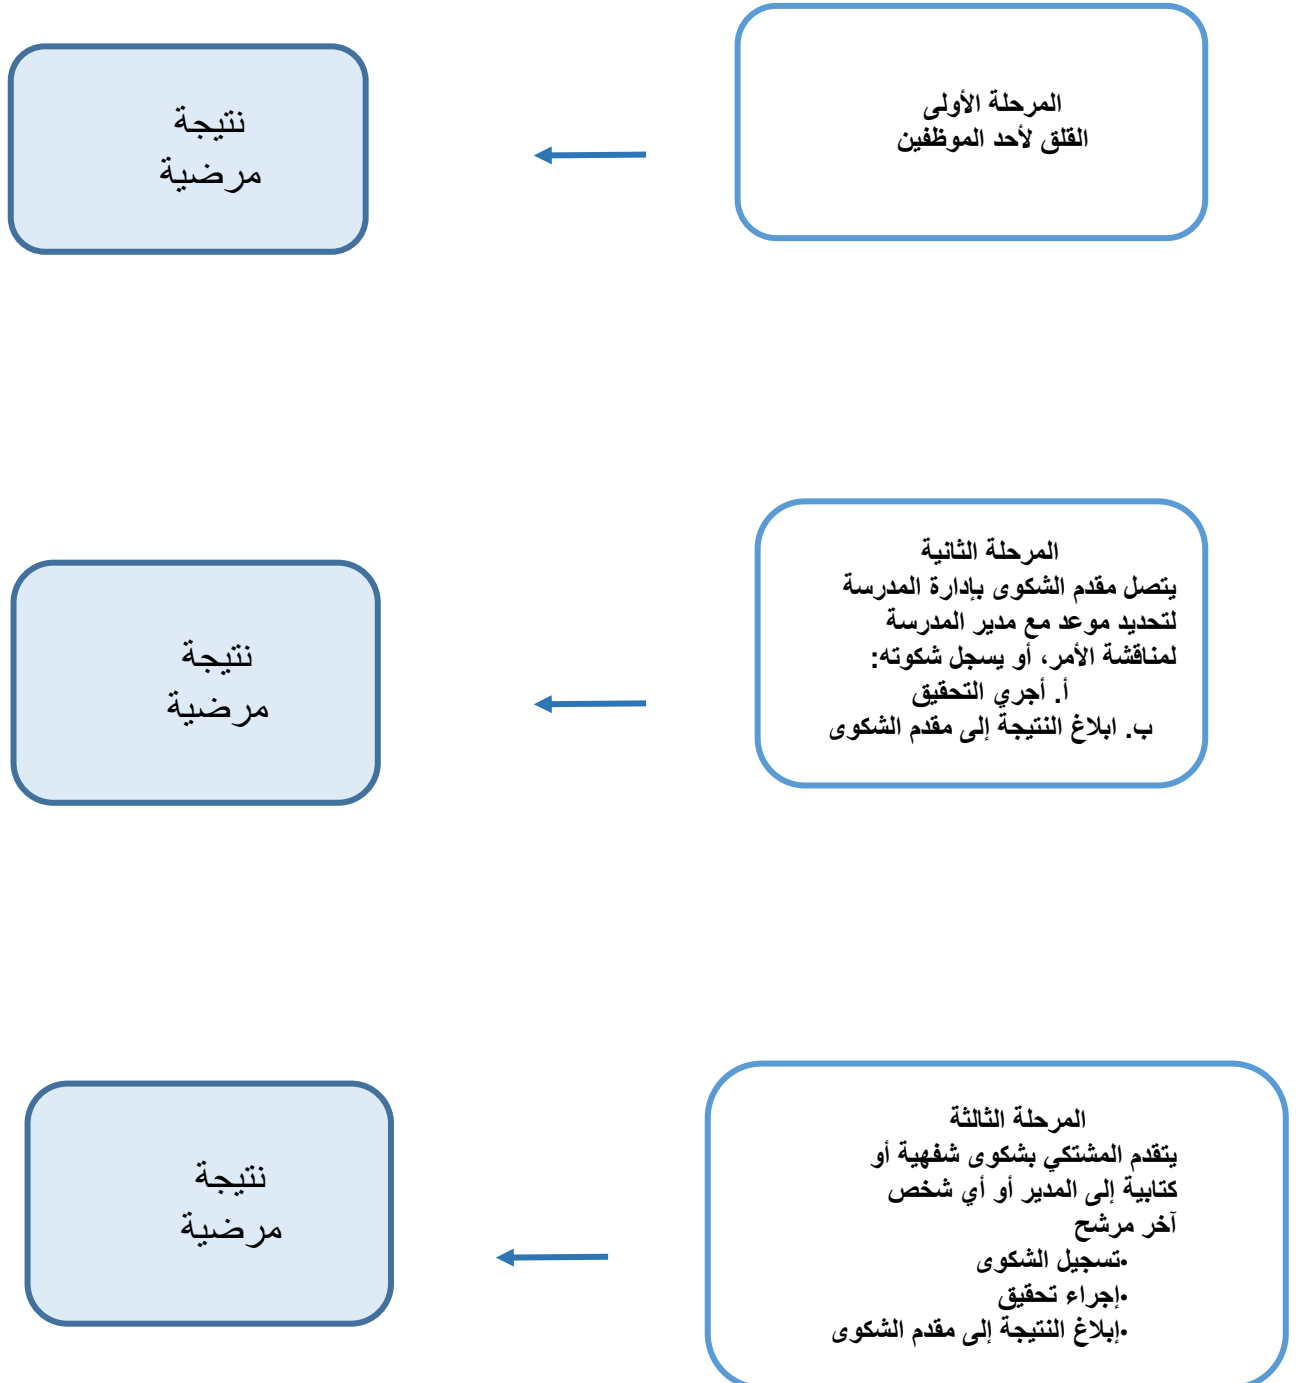 المرحلة الأولى
القلق لأحد الموظفين
نتيجة
مرضية
المرحلة الثانية
يتصل مقدم الشكوى بإدارة المدرسة
لتحديد موعد مع مدير المدرسة
لمناقشة الأمر، أو يسجل شكوته:
أ. أجري التحقيق
ب. ابلاغ النتيجة إلى مقدم الشكوى
نتيجة
مرضية
المرحلة الثالثة
يتقدم المشتكي بشكوى شفهية أو
كتابية إلى المدير أو أي شخص
آخر مرشح
•تسجيل الشكوى
•إجراء تحقيق
•إبلاغ النتيجة إلى مقدم الشكوى
نتيجة
مرضية